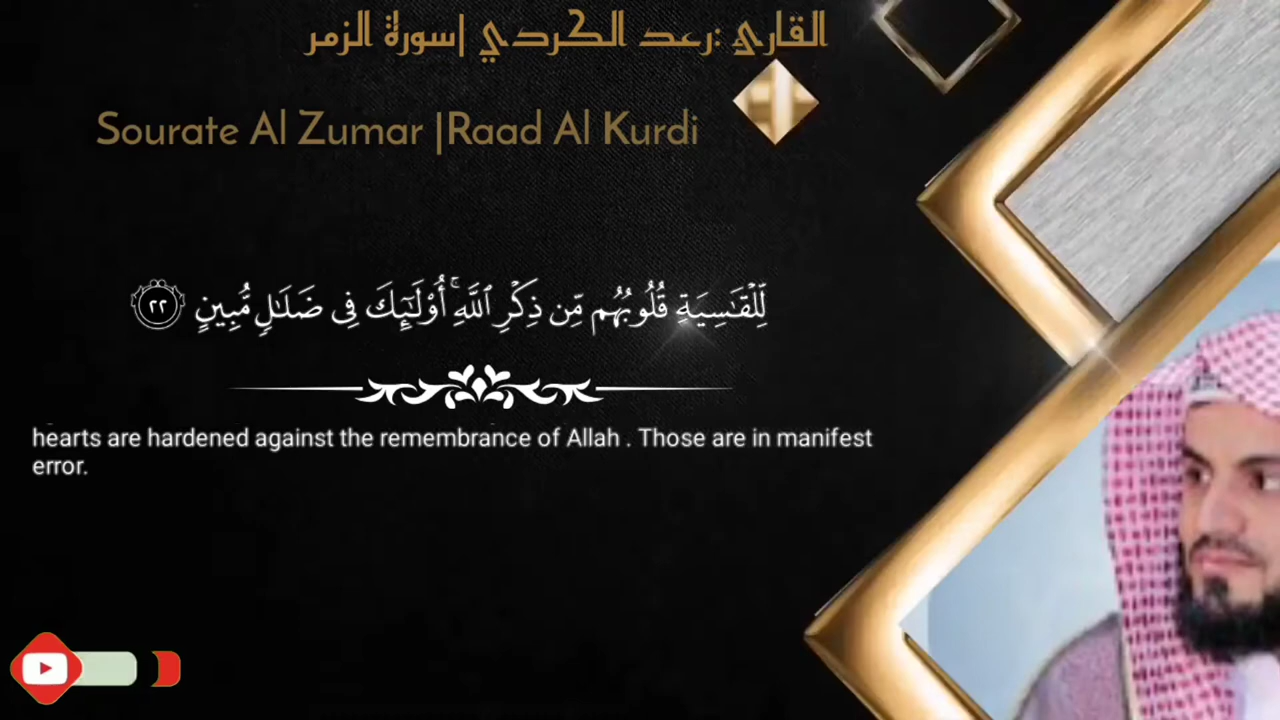 القارئ :رعد الكردي |سورة الزمر
Sourate Al Zumar |Raad Al Kurdi
لِّلْقَـٰسِيَةِ قُلُوبُهُم مِّن ذِكْرِ ٱللَّهِ ۚ أُو۟لَـٰٓئِكَ فِى ضَلَـٰلٍ مُّبِينٍ ٢٢
hearts are hardened against the remembrance of Allah . Those are in manifest
error.